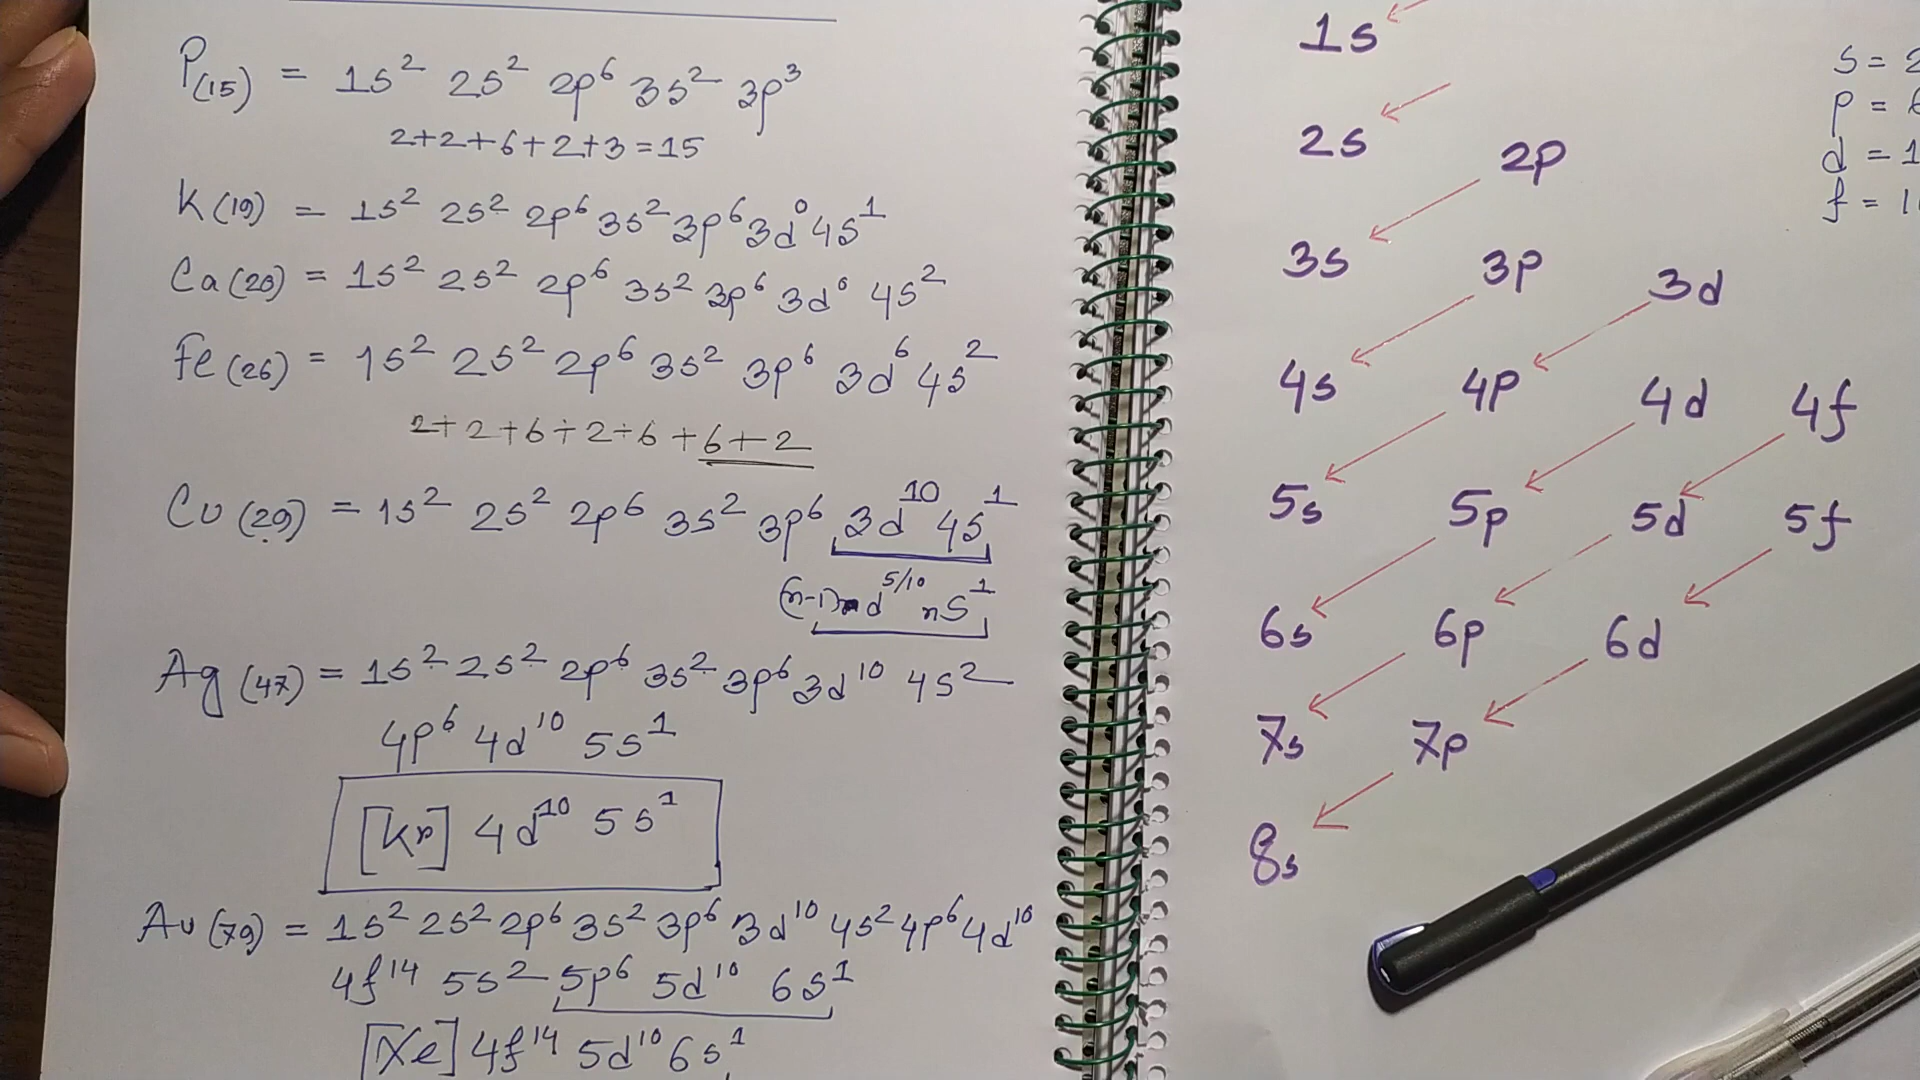 P(15) = 1s² 2s² 2p⁶ 3s² 3p³
2+2+6+2+3=15
K(19) = 1s² 2s² 2p⁶ 3s² 3p⁶ 3d⁰ 4s¹
Ca(20) = 1s² 2s² 2p⁶ 3s² 3p⁶ 3d⁰ 4s²
Fe(26) = 1s² 2s² 2p⁶ 3s² 3p⁶ 3d⁶ 4s²
2+2+6+2+6+6+2
Cu(29) = 1s² 2s² 2p⁶ 3s² 3p⁶ 3d¹⁰ 4s¹
(n-1) d⁵/¹⁰ ns¹
Ag(47) = 1s² 2s² 2p⁶ 3s² 3p⁶ 3d¹⁰ 4s²
4p⁶ 4d¹⁰ 5s¹
[Kr] 4d¹⁰ 5s¹
Au(79) = 1s² 2s² 2p⁶ 3s² 3p⁶ 3d¹⁰ 4s² 4p⁶ 4d¹⁰
4f¹⁴ 5s² 5p⁶ 5d¹⁰ 6s¹
[Xe] 4f¹⁴ 5d¹⁰ 6s¹
1s
2s 2p
3s 3p 3d
4s 4p 4d 4f
5s 5p 5d 5f
6s 6p 6d
7s 7p
8s
s =
p =
d = 1
f = 1